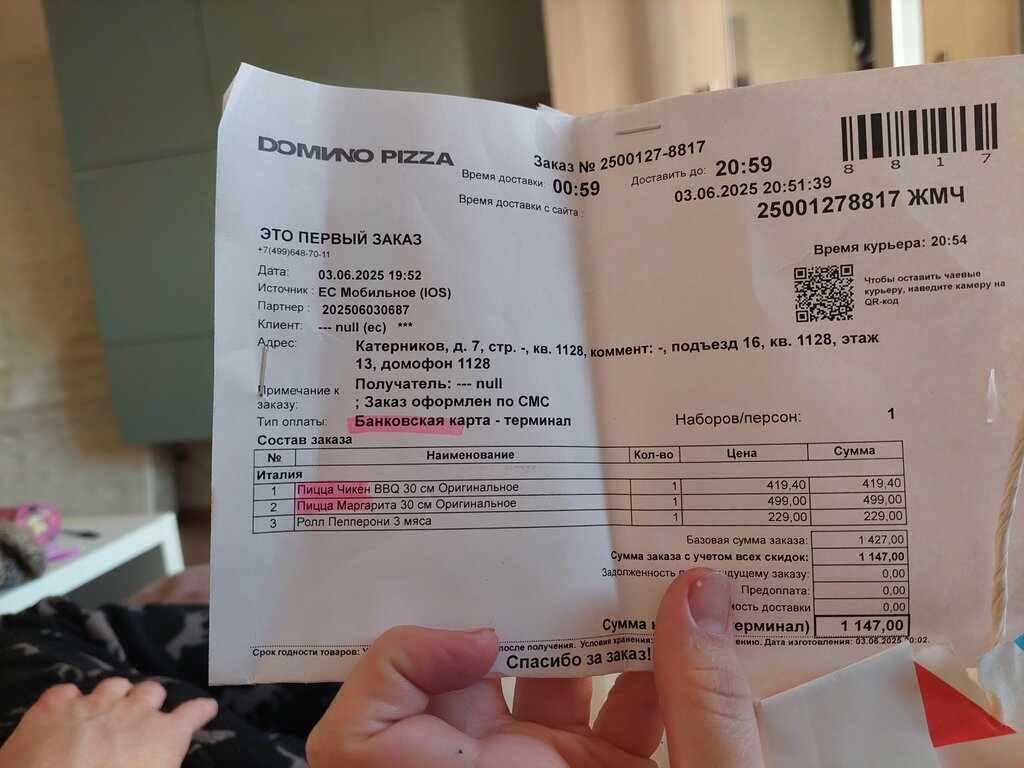 DOMINO PIZZA
Заказ № 2500127-8817
8 8 1 7
Время доставки: 00:59 Доставить до: 20:59
Время доставки с сайта :
03.06.2025 20:51:39
25001278817 ЖМЧ
ЭТО ПЕРВЫЙ ЗАКАЗ
+7(499)648-70-11
Время курьера: 20:54
Чтобы оставить чаевые
курьеру, наведите камеру на
QR-код
Дата: 03.06.2025 19:52
Источник : ЕС Мобильное (IOS)
Партнер : 202506030687
Клиент: --- null (ec) ***
Адрес: Катерников, д. 7, стр. -, кв. 1128, коммент: -, подъезд 16, кв. 1128, этаж
13, домофон 1128
Получатель: --- null
Примечание к
заказу: ; Заказ оформлен по СМС
Тип оплаты: Банковская карта - терминал
Наборов/персон: 1
Состав заказа
№ Наименование Кол-во Цена Сумма
Италия
1 Пицца Чикен BBQ 30 см Оригинальное 1 419,40 419,40
2 Пицца Маргарита 30 см Оригинальное 1 499,00 499,00
3 Ролл Пепперони 3 мяса 1 229,00 229,00
Базовая сумма заказа: 1 427,00
Сумма заказа с учетом всех скидок: 1 147,00
Задолженность заказу: 0,00
Предоплата: 0,00
доставки 0,00
Сумма терминал) 1 147,00
Срок годности товаров: после получения. Условия хранения: Дата изготовления: 03.06.2025
Спасибо за заказ!